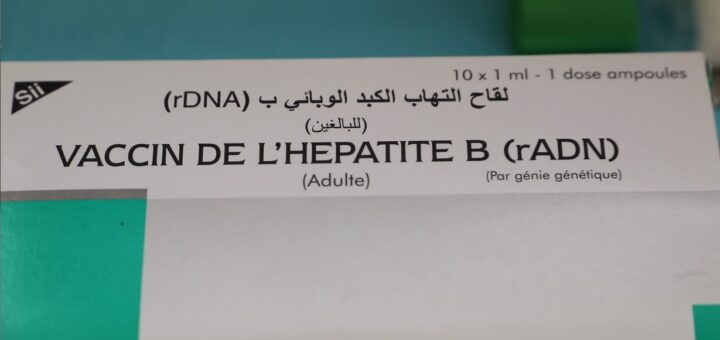 Sii
10 x 1 ml - 1 dose ampoules
لقاح التهاب الكبد الوبائي ب (rDNA)
(للبالغين)
VACCIN DE L'HEPATITE B (rADN)
(Adulte)
(Par génie génétique)